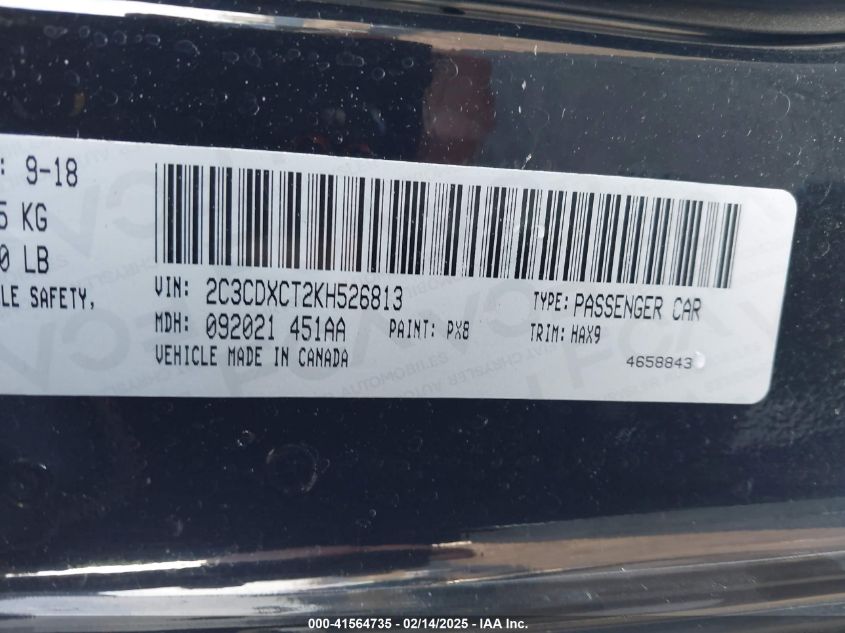 : 9-18
5 KG
0 LB
LE SAFETY,
VIN: 2C3CDXCT2KH526813 TYPE: PASSENGER CAR
MDH: 092021 451AA PAINT: PX8 TRIM: HAX9
VEHICLE MADE IN CANADA 4658843
000-41564735 - 02/14/2025 - IAA Inc.